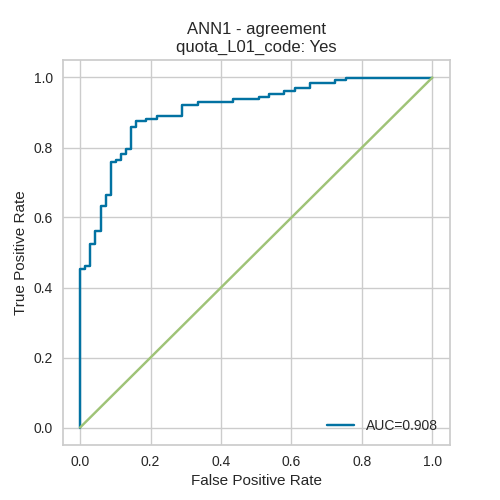 ANN1 - agreement
quota_L01_code: Yes
1.0
0.8
0.6
0.4
0.2
0.0
True Positive Rate
AUC=0.908
0.0 0.2 0.4 0.6 0.8 1.0
False Positive Rate